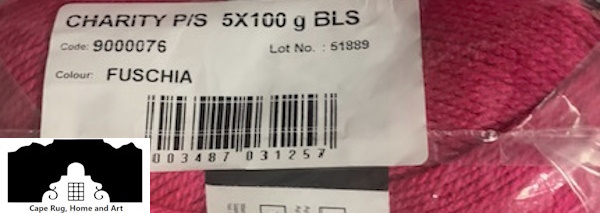 CHARITY P/S 5X100 g BLS
Code: 9000076
Lot No. : 51889
Colour: FUSCHIA
003487 031257
Cape Rug, Home and Art